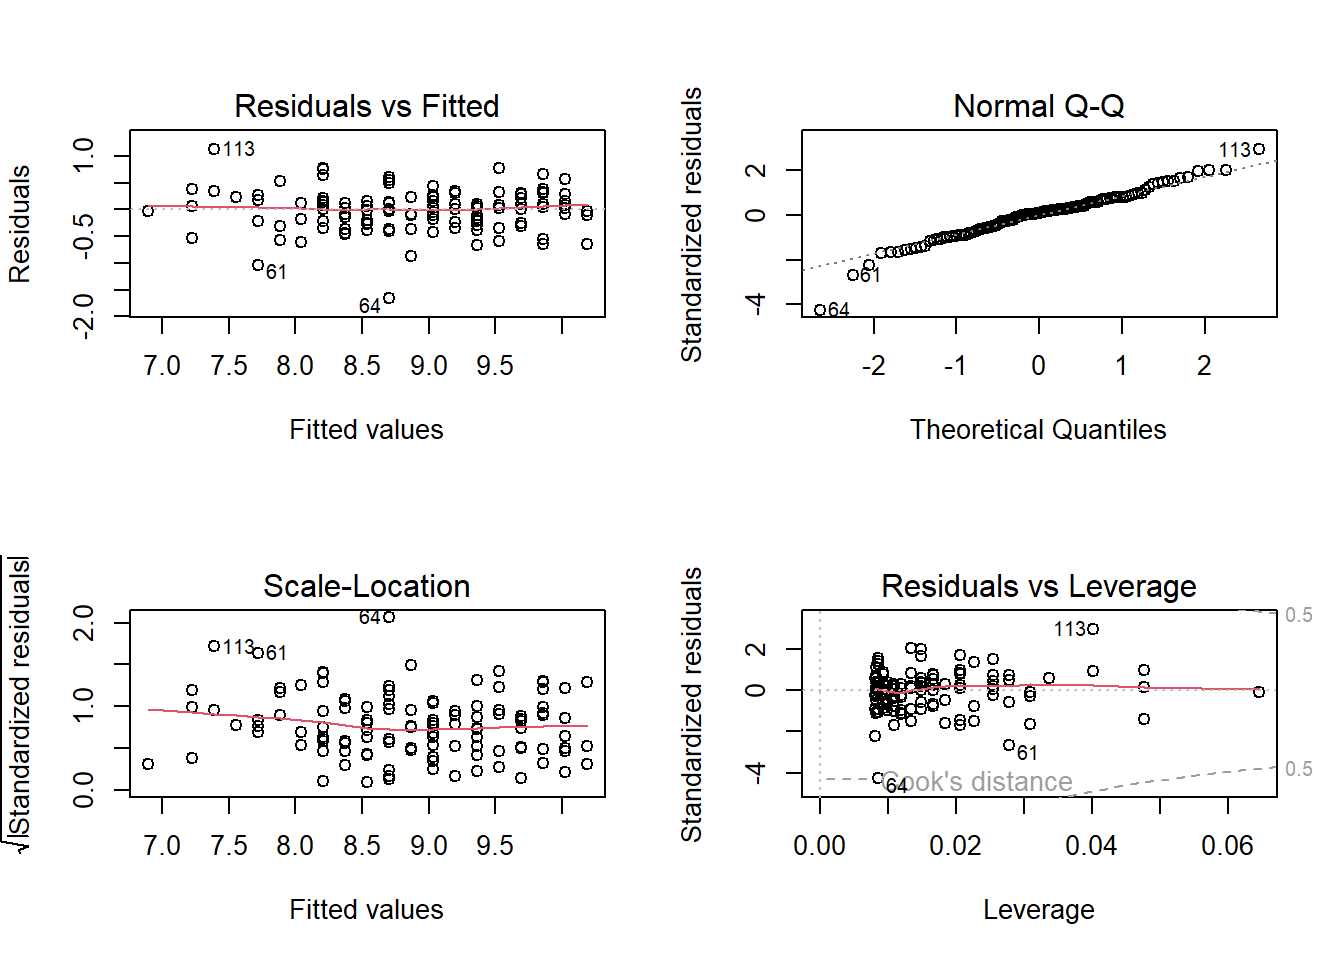 Residuals vs Fitted
Residuals
1.0
-0.5
-2.0
113
61
64
7.0 7.5 8.0 8.5 9.0 9.5
Fitted values
Normal Q-Q
Standardized residuals
2
0
-4
113
61
64
-2 -1 0 1 2
Theoretical Quantiles
Scale-Location
√|Standardized residuals|
2.0
1.0
0.0
64
113
61
7.0 7.5 8.0 8.5 9.0 9.5
Fitted values
Residuals vs Leverage
Standardized residuals
2
0
-4
0.5
113
61
0.5
Cook's distance
64
0.00 0.02 0.04 0.06
Leverage